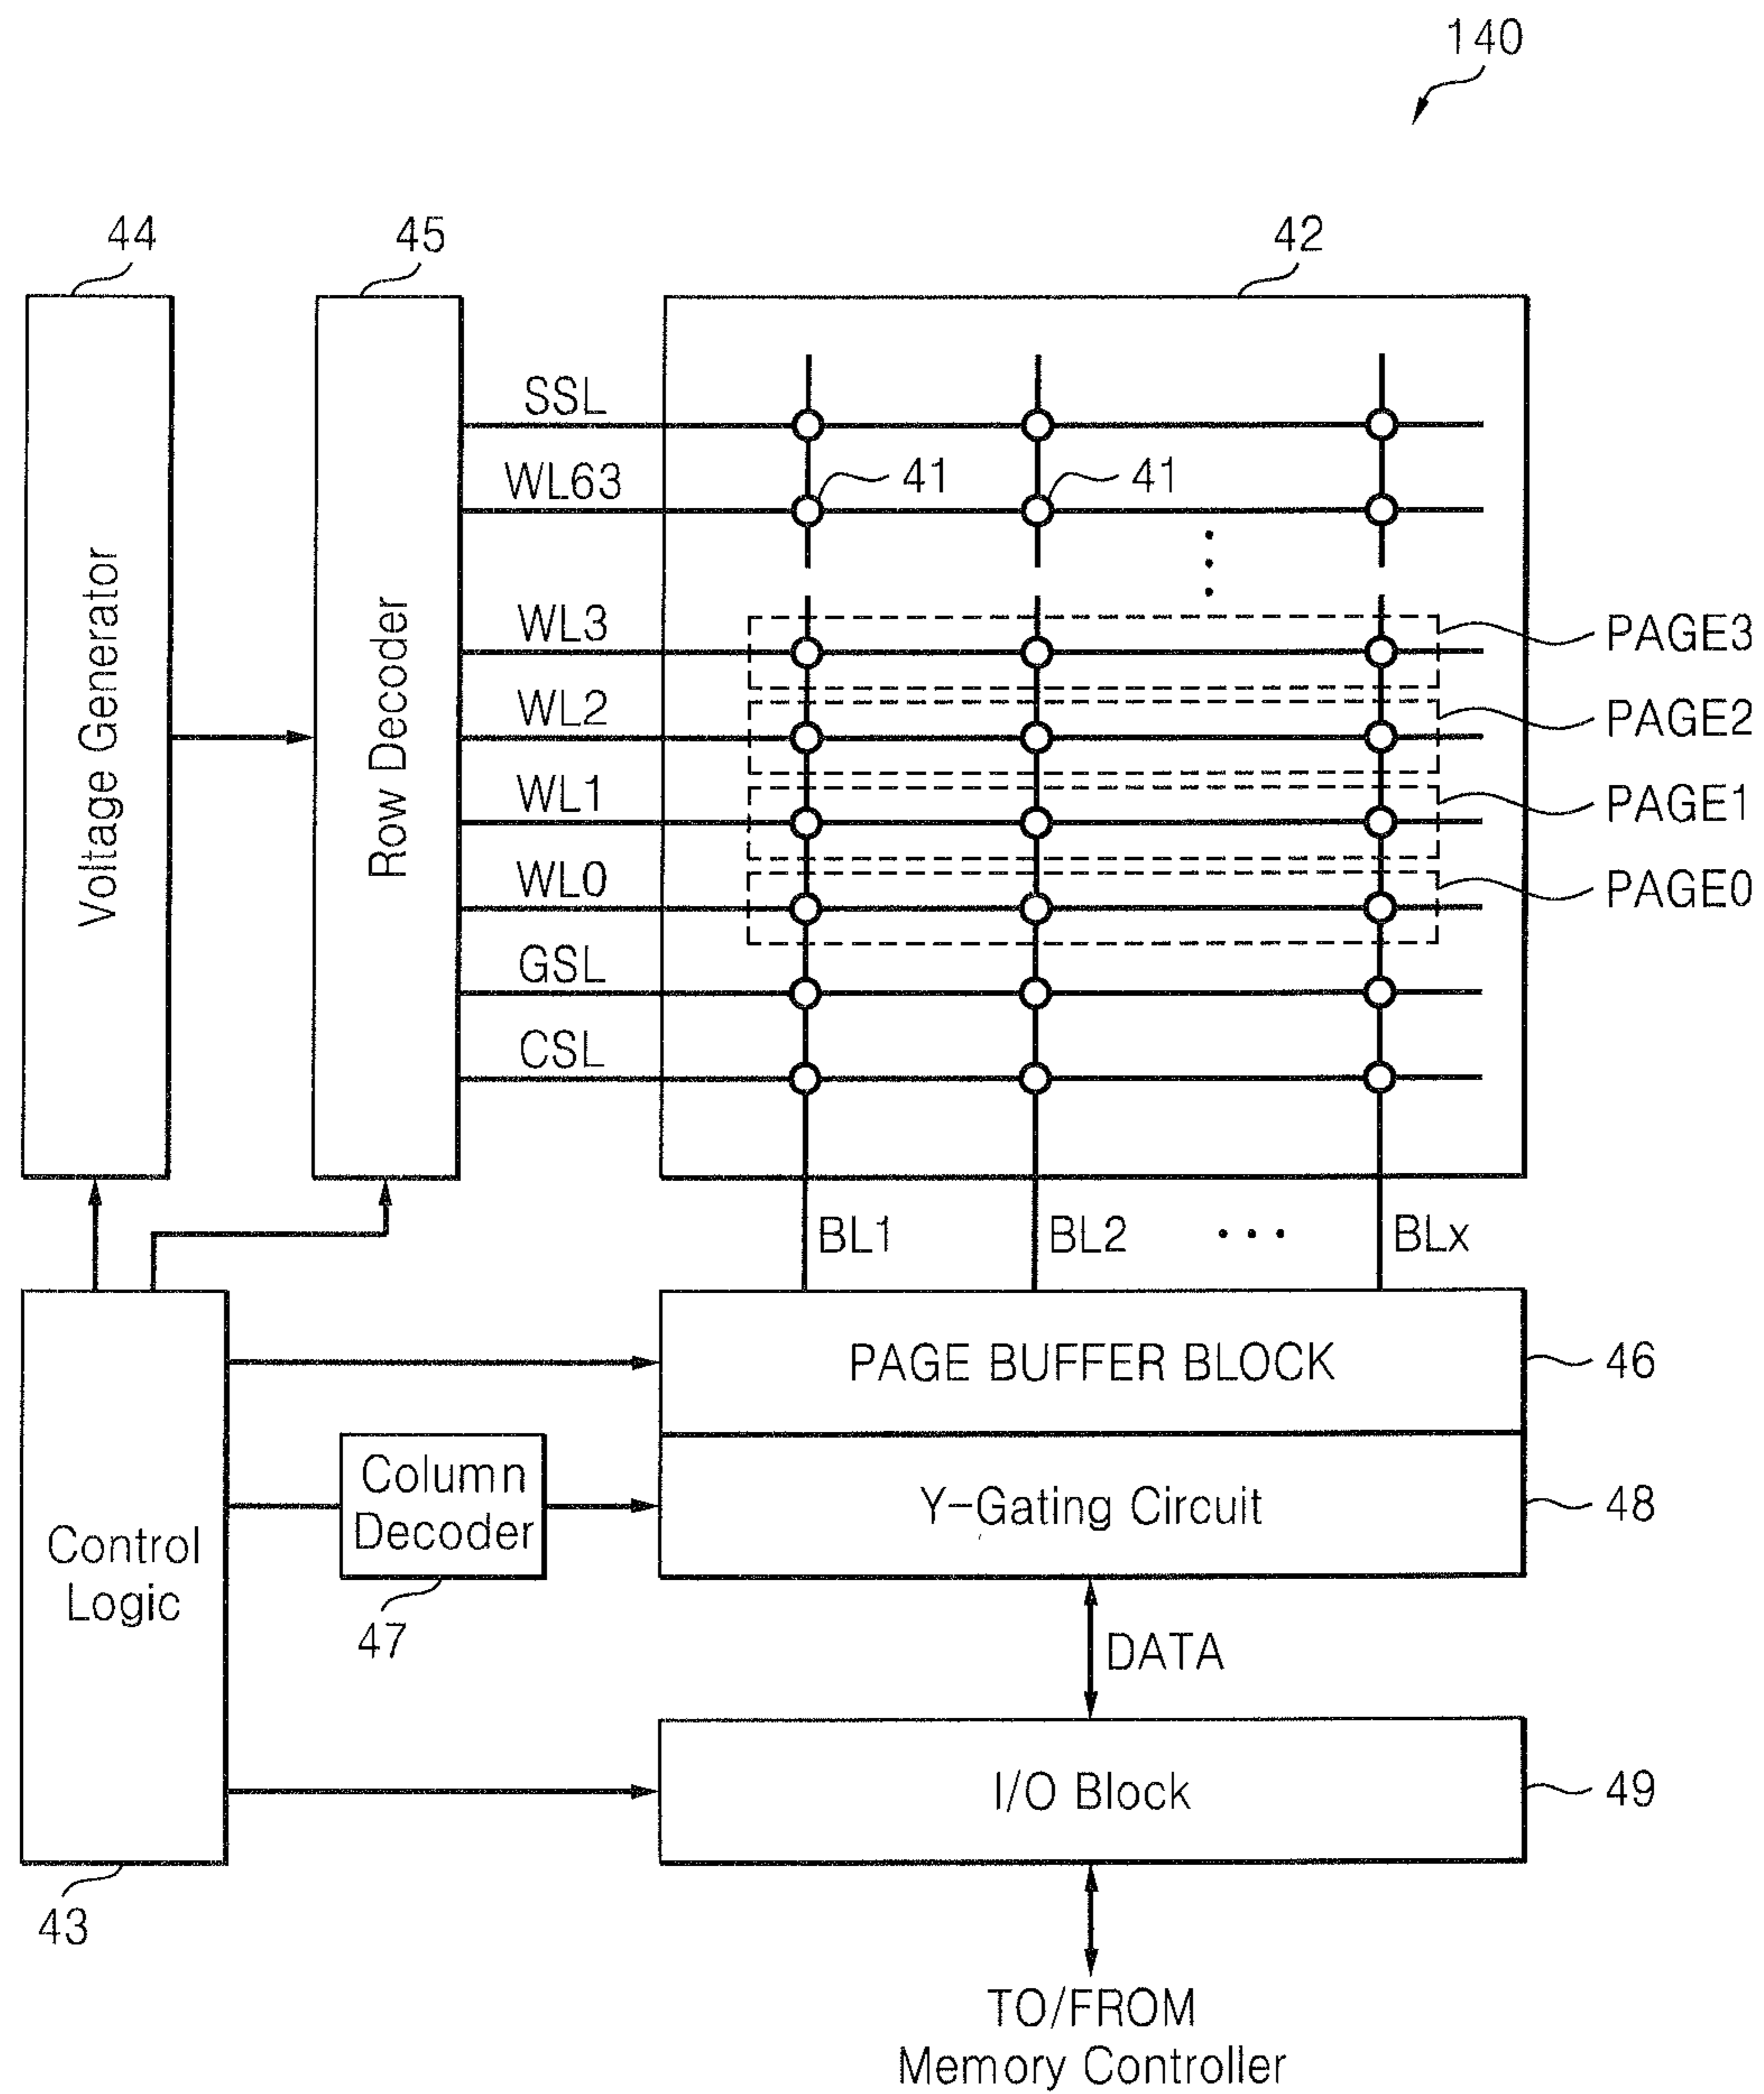 140
44
45
42
Voltage Generator
Row Decoder
SSL
WL63
41
41
WL3
PAGE3
WL2
PAGE2
WL1
PAGE1
WL0
PAGE0
GSL
CSL
BL1
BL2
BLx
PAGE BUFFER BLOCK
46
Column
Decoder
47
Y-Gating Circuit
48
Control
Logic
43
DATA
I/O Block
49
TO/FROM
Memory Controller